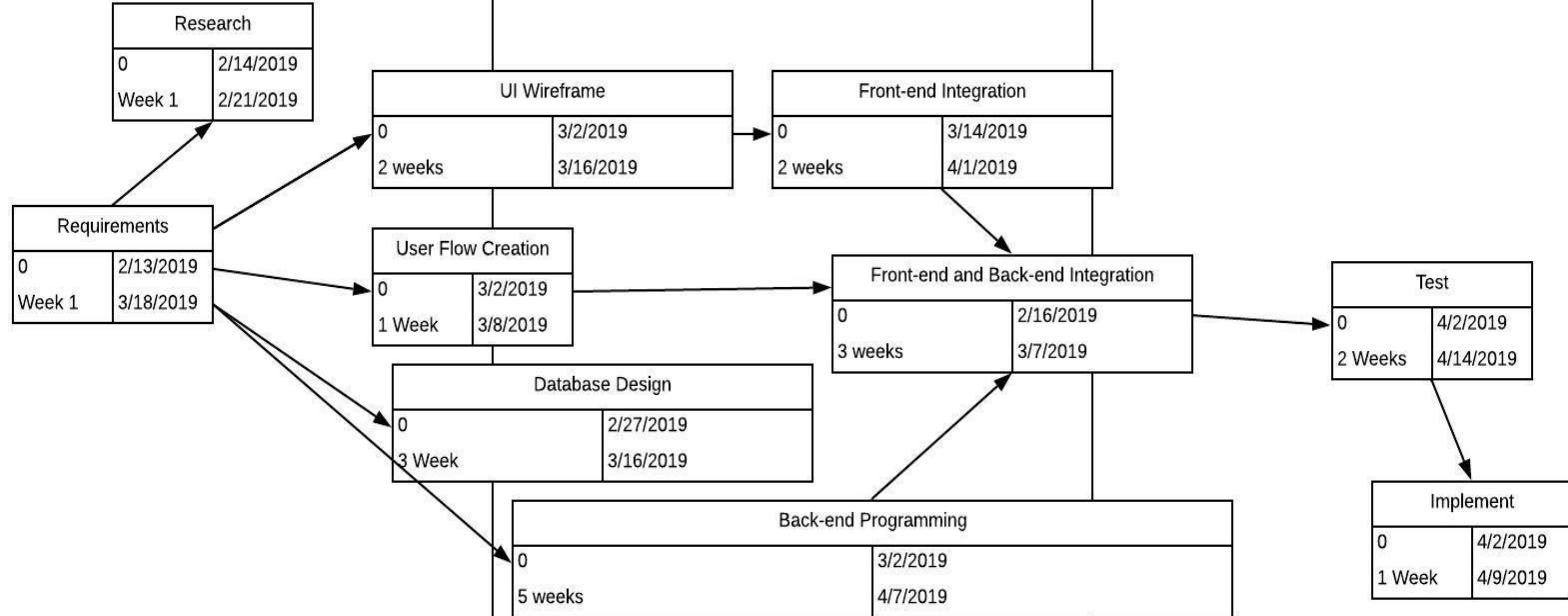 Research
0 2/14/2019
Week 1 2/21/2019
UI Wireframe
0 3/2/2019
2 weeks 3/16/2019
Front-end Integration
0 3/14/2019
2 weeks 4/1/2019
Requirements
0 2/13/2019
Week 1 3/18/2019
User Flow Creation
0 3/2/2019
1 Week 3/8/2019
Front-end and Back-end Integration
0 2/16/2019
3 weeks 3/7/2019
Test
0 4/2/2019
2 Weeks 4/14/2019
Database Design
0 2/27/2019
3 Week 3/16/2019
Back-end Programming
0 3/2/2019
5 weeks 4/7/2019
Implement
0 4/2/2019
1 Week 4/9/2019